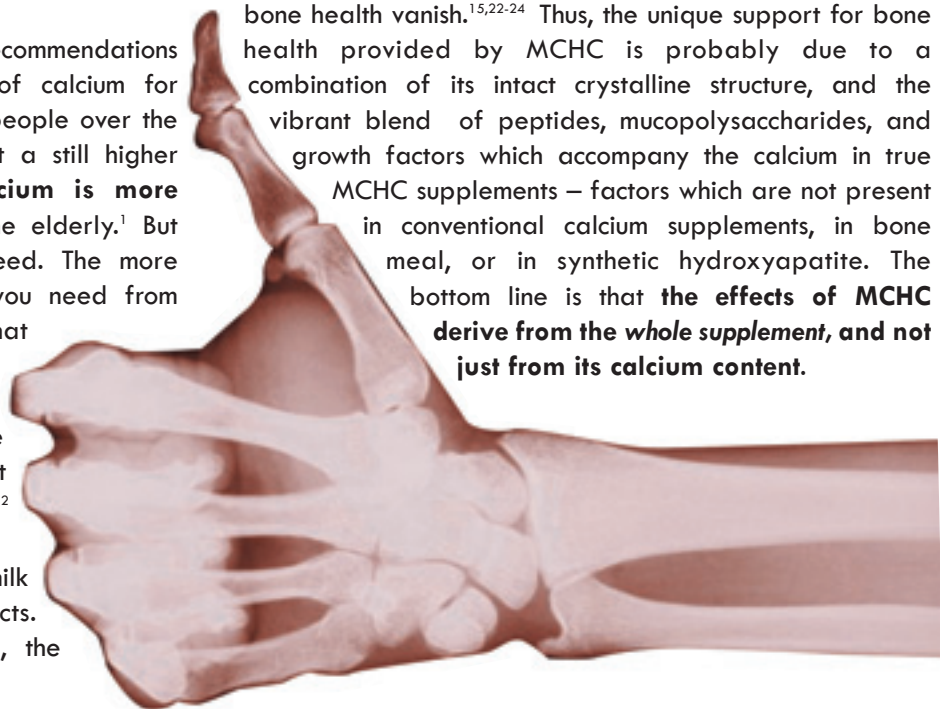 commendations
of calcium for
people over the
t a still higher
cium is more
e elderly.¹ But
eed. The more
you need from
hat
e
t
2
ilk
cts.
, the
bone health vanish.¹⁵,²²⁻²⁴ Thus, the unique support for bone
health provided by MCHC is probably due to a
combination of its intact crystalline structure, and the
vibrant blend of peptides, mucopolysaccharides, and
growth factors which accompany the calcium in true
MCHC supplements – factors which are not present
in conventional calcium supplements, in bone
meal, or in synthetic hydroxyapatite. The
bottom line is that the effects of MCHC
derive from the whole supplement, and not
just from its calcium content.